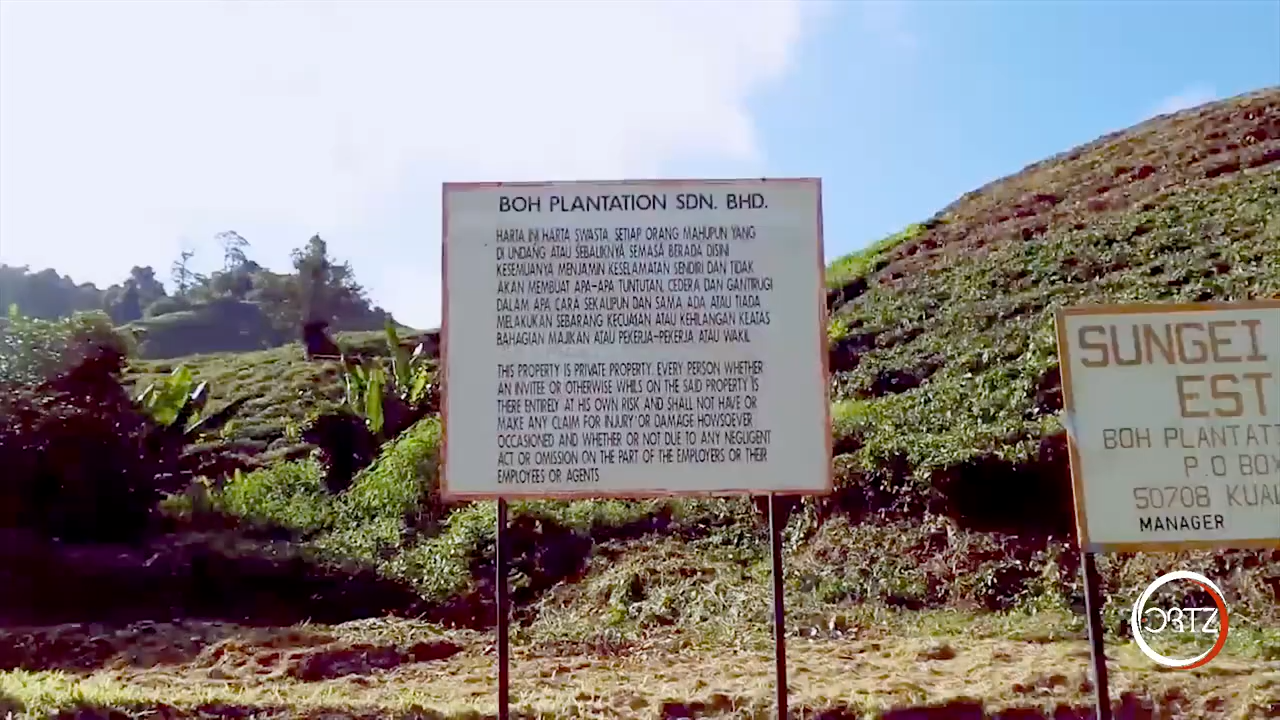 BOH PLANTATION SDN. BHD.
HARTA INI HARTA SWASTA. SETIAP ORANG MAHUPUN YANG
DI UNDANG ATAU SEBALIKNYA SEMASA BERADA DISINI
KESEMUANYA MENJAMIN KESELAMATAN SENDIRI DAN TIDAK
AKAN MEMBUAT APA-APA TUNTUTAN, CEDERA DAN GANTIRUGI
DALAM APA CARA SEKALIPUN DAN SAMA ADA ATAU TIADA
MELAKUKAN SEBARANG KECUAIAN ATAU KEHILANGAN KEATAS
BAHAGIAN MAJIKAN ATAU PEKERJA-PEKERJA ATAU WAKIL
THIS PROPERTY IS PRIVATE PROPERTY. EVERY PERSON WHETHER
AN INVITEE OR OTHERWISE WHILS ON THE SAID PROPERTY IS
THERE ENTIRELY AT HIS OWN RISK AND SHALL NOT HAVE OR
MAKE ANY CLAIM FOR INJURY OR DAMAGE HOWSOEVER
OCCASIONED AND WHETHER OR NOT DUE TO ANY NEGLIGENT
ACT OR OMISSION ON THE PART OF THE EMPLOYERS OR THEIR
EMPLOYEES OR AGENTS
SUNGEI
EST
BOH PLANTAT
P.O BOX
50708 KUAL
MANAGER